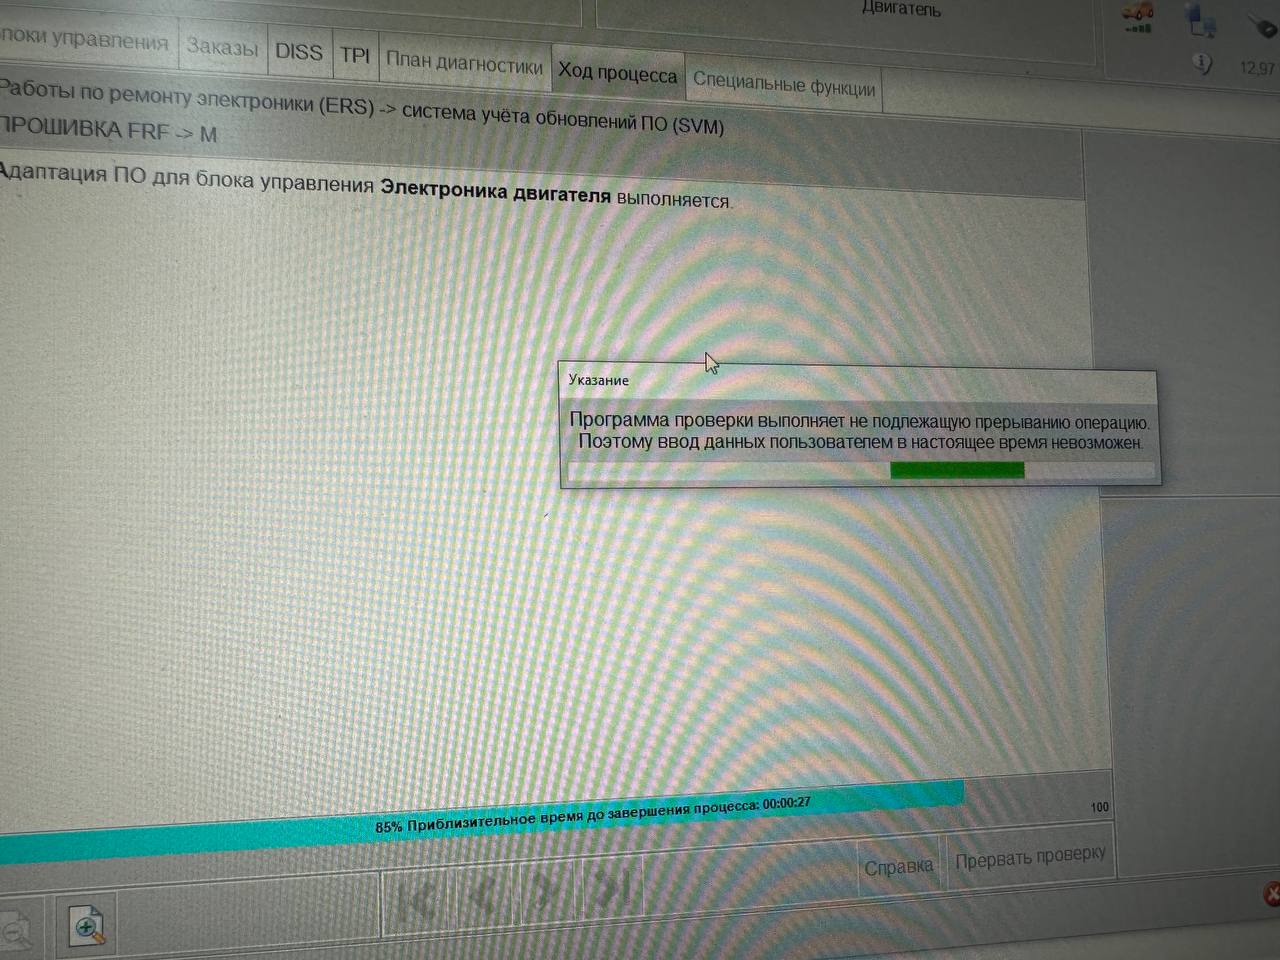 Двигатель
локи управления Заказы DISS TPI План диагностики Ход процесса Специальные функции
12,97
Работы по ремонту электроники (ERS) -> система учёта обновлений ПО (SVM)
ПРОШИВКА FRF -> М
Адаптация ПО для блока управления Электроника двигателя выполняется.
Указание
Программа проверки выполняет не подлежащую прерыванию операцию.
Поэтому ввод данных пользователем в настоящее время невозможен.
85% Приблизительное время до завершения процесса: 00:00:27
100
Справка Прервать проверку